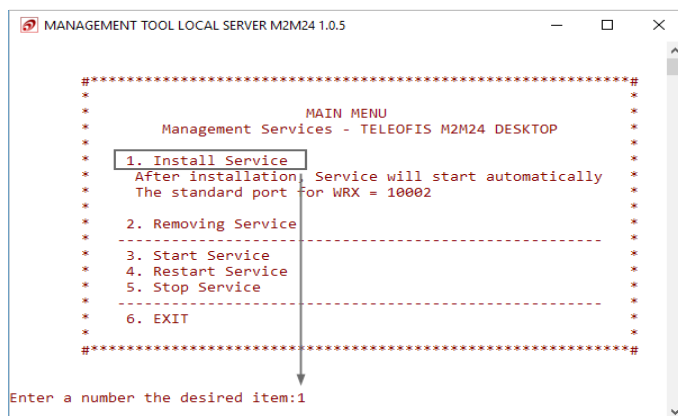 MANAGEMENT TOOL LOCAL SERVER M2M24 1.0.5
MAIN MENU
Management Services - TELEOFIS M2M24 DESKTOP
1. Install Service
After installation, Service will start automatically
The standard port for WRX = 10002
2. Removing Service
3. Start Service
4. Restart Service
5. Stop Service
6. EXIT
Enter a number the desired item:1